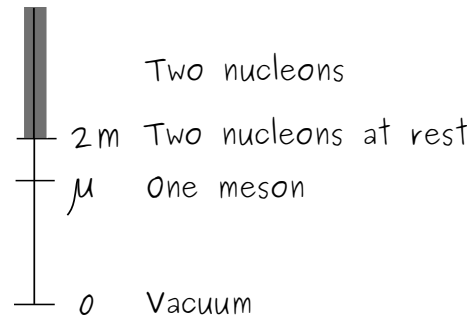 Two nucleons
2m Two nucleons at rest
μ One meson
0 Vacuum